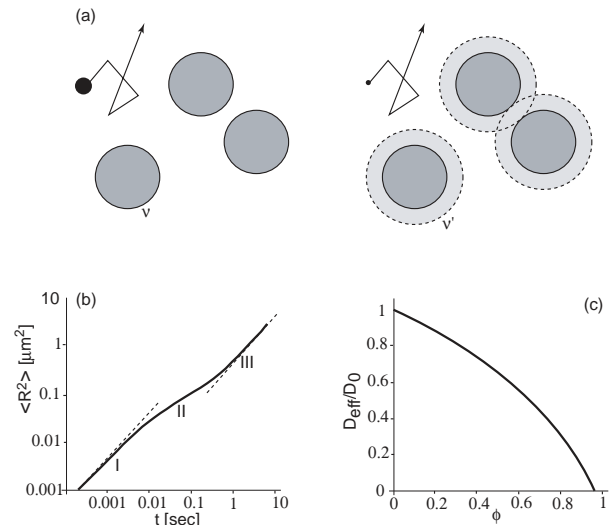 (a)
ν
ν'
(b)
<R²> [μm²]
10
1
0.1
0.01
0.001
I
II
III
0.001
0.01
0.1
1
10
t [sec]
(c)
D_eff/D_0
1
0.8
0.6
0.4
0.2
0
0
0.2
0.4
0.6
0.8
1
ϕ